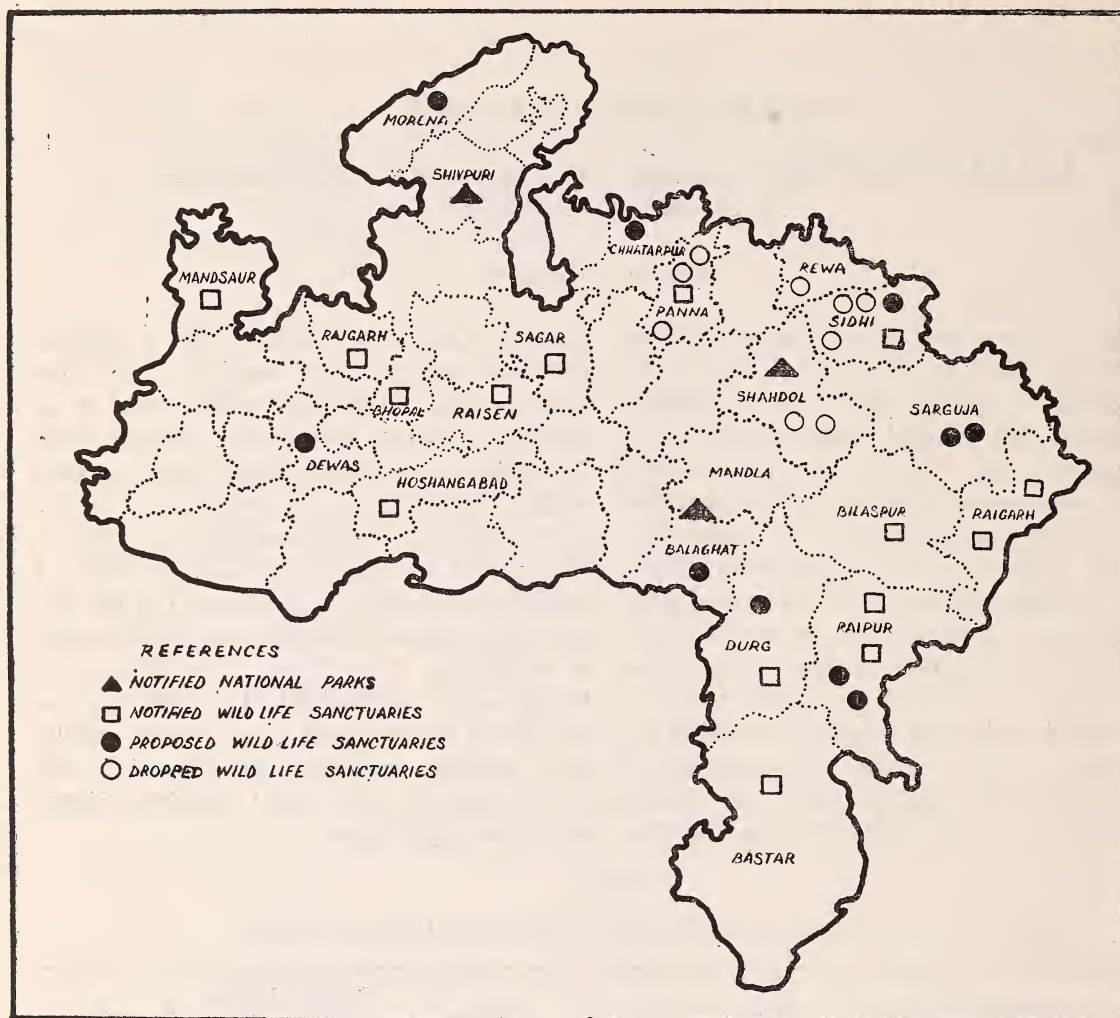 MORENA
SHIVPURI
CHHATARPUR
MANDSAUR
REWA
PANNA
SIDHI
RAJGARH
SAGAR
BHOPAL
RAISEN
SHAHDOL
SARGUJA
DEWAS
HOSHANGABAD
MANDLA
BILASPUR
RAIGARH
BALAGHAT
DURG
RAIPUR
BASTAR
REFERENCES
NOTIFIED NATIONAL PARKS
NOTIFIED WILD LIFE SANCTUARIES
PROPOSED WILD LIFE SANCTUARIES
DROPPED WILD LIFE SANCTUARIES